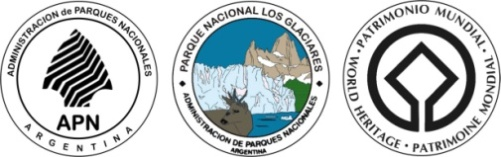 ADMINISTRACION de PARQUES NACIONALES
APN
ARGENTINA
PARQUE NACIONAL LOS GLACIARES
ADMINISTRACION DE PARQUES NACIONALES
ARGENTINA
PATRIMONIO MUNDIAL
WORLD HERITAGE • PATRIMOINE MONDIAL